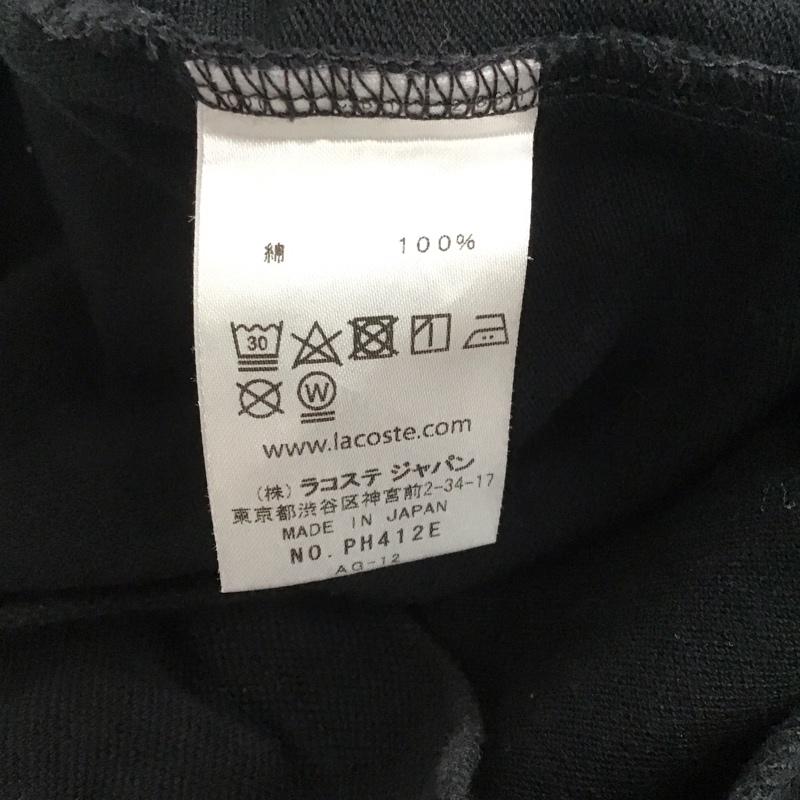 綿 100%
30
W
www.lacoste.com
(株) ラコステ ジャパン
東京都渋谷区神宮前2-34-17
MADE IN JAPAN
NO. PH412E
AG-12